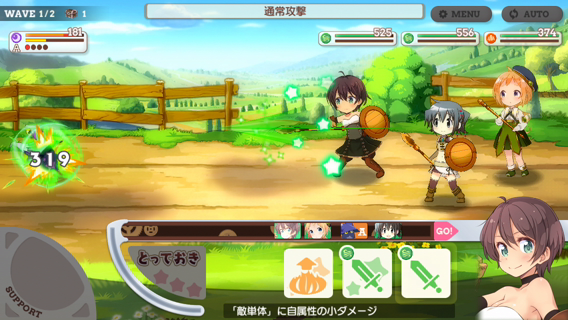 WAVE 1/2
1
通常攻撃
MENU
AUTO
181
A
525
556
374
319
GO!
とっておき
SUPPORT
「敵単体」に自属性の小ダメージ